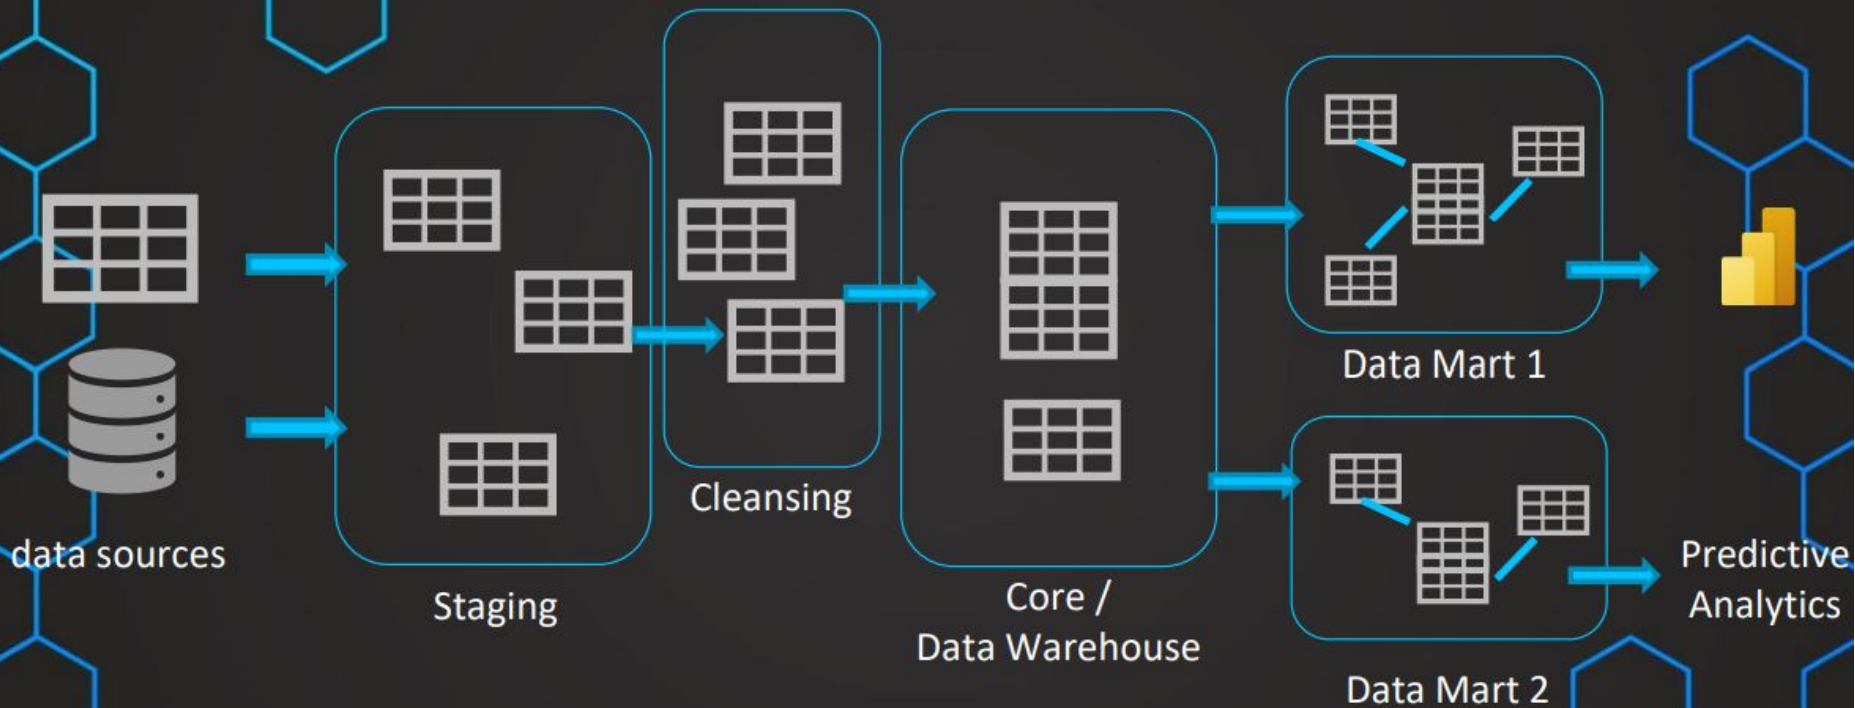 data sources
Staging
Cleansing
Core /
Data Warehouse
Data Mart 1
Data Mart 2
Predictive
Analytics